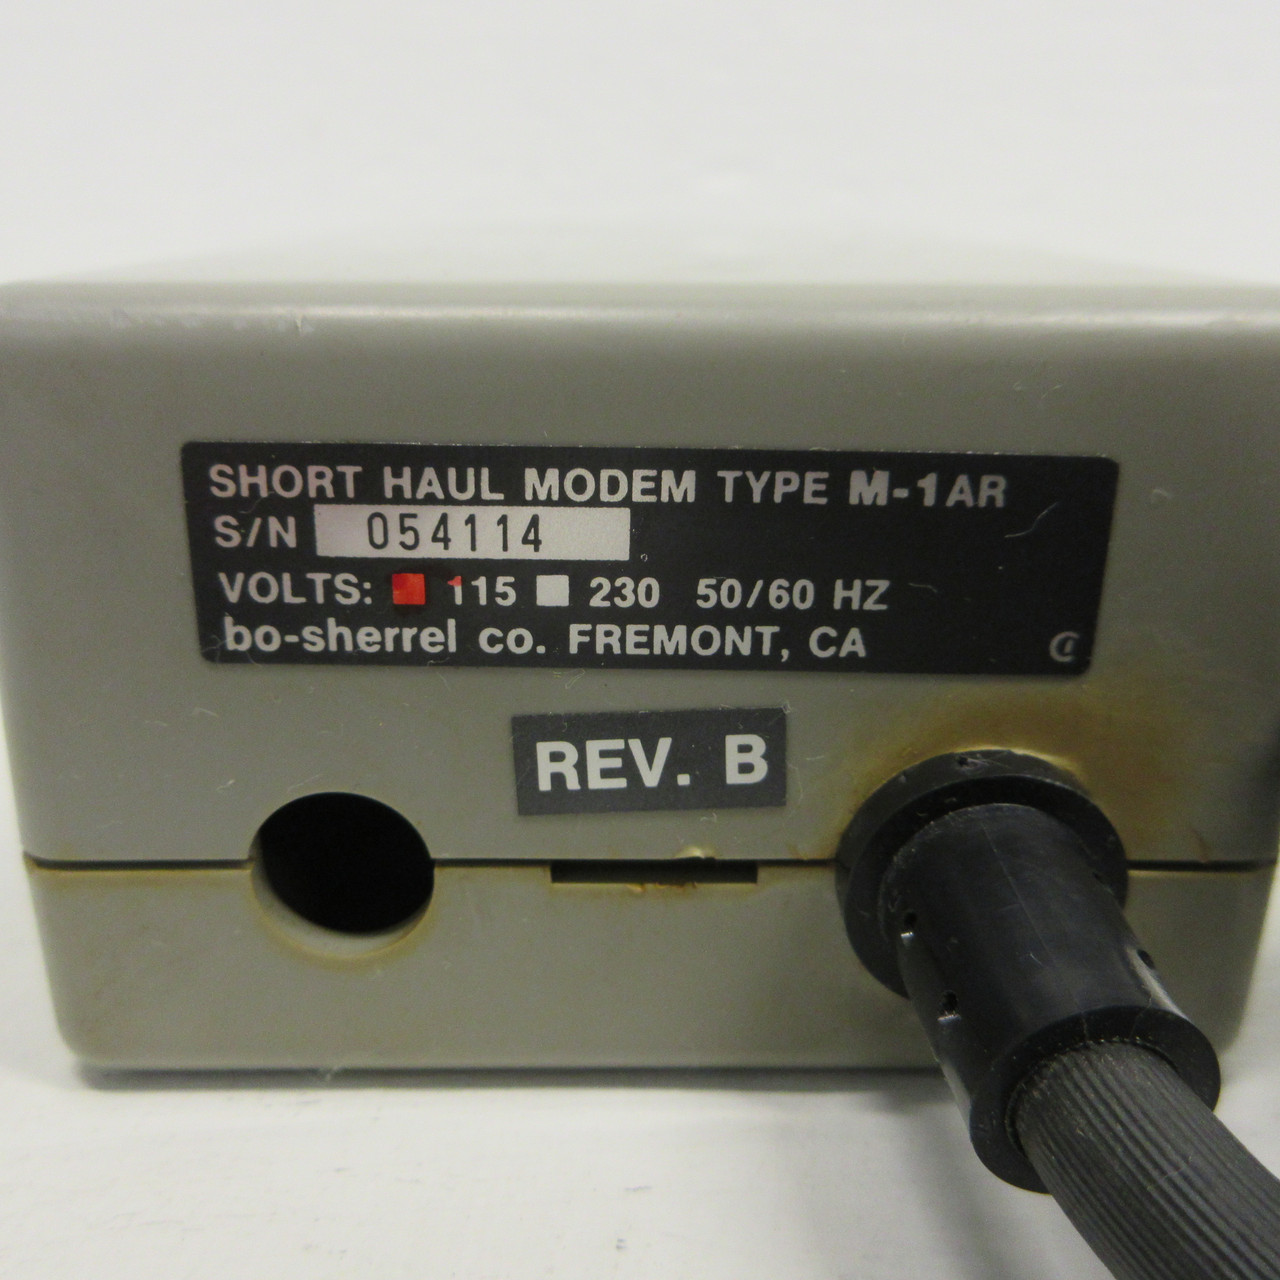 SHORT HAUL MODEM TYPE M-1AR
S/N 054114
VOLTS: 115 230 50/60 HZ
bo-sherrel co. FREMONT, CA
REV. B